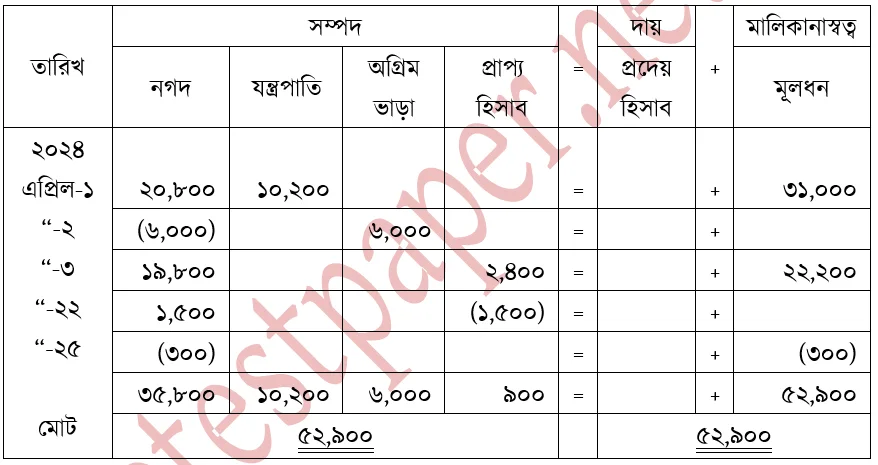 তারিখ সম্পদ = দায় + মালিকানাস্বত্ব
নগদ যন্ত্রপাতি অগ্রিম ভাড়া প্রাপ্য হিসাব প্রদেয় হিসাব মূলধন
২০২৪
এপ্রিল-১ ২০,৮০০ ১০,২০০ = + ৩১,০০০
“-২ (৬,০০০) ৬,০০০ = +
“-৩ ১৯,৮০০ ২,৪০০ = + ২২,২০০
“-২২ ১,৫০০ (১,৫০০) = +
“-২৫ (৩০০) = + (৩০০)
৩৫,৮০০ ১০,২০০ ৬,০০০ ৯০০ = + ৫২,৯০০
মোট ৫২,৯০০ ৫২,৯০০